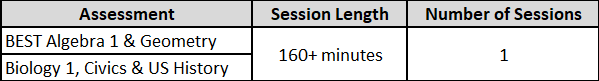 Assessment Session Length Number of Sessions
BEST Algebra 1 & Geometry
160+ minutes 1
Biology 1, Civics & US History